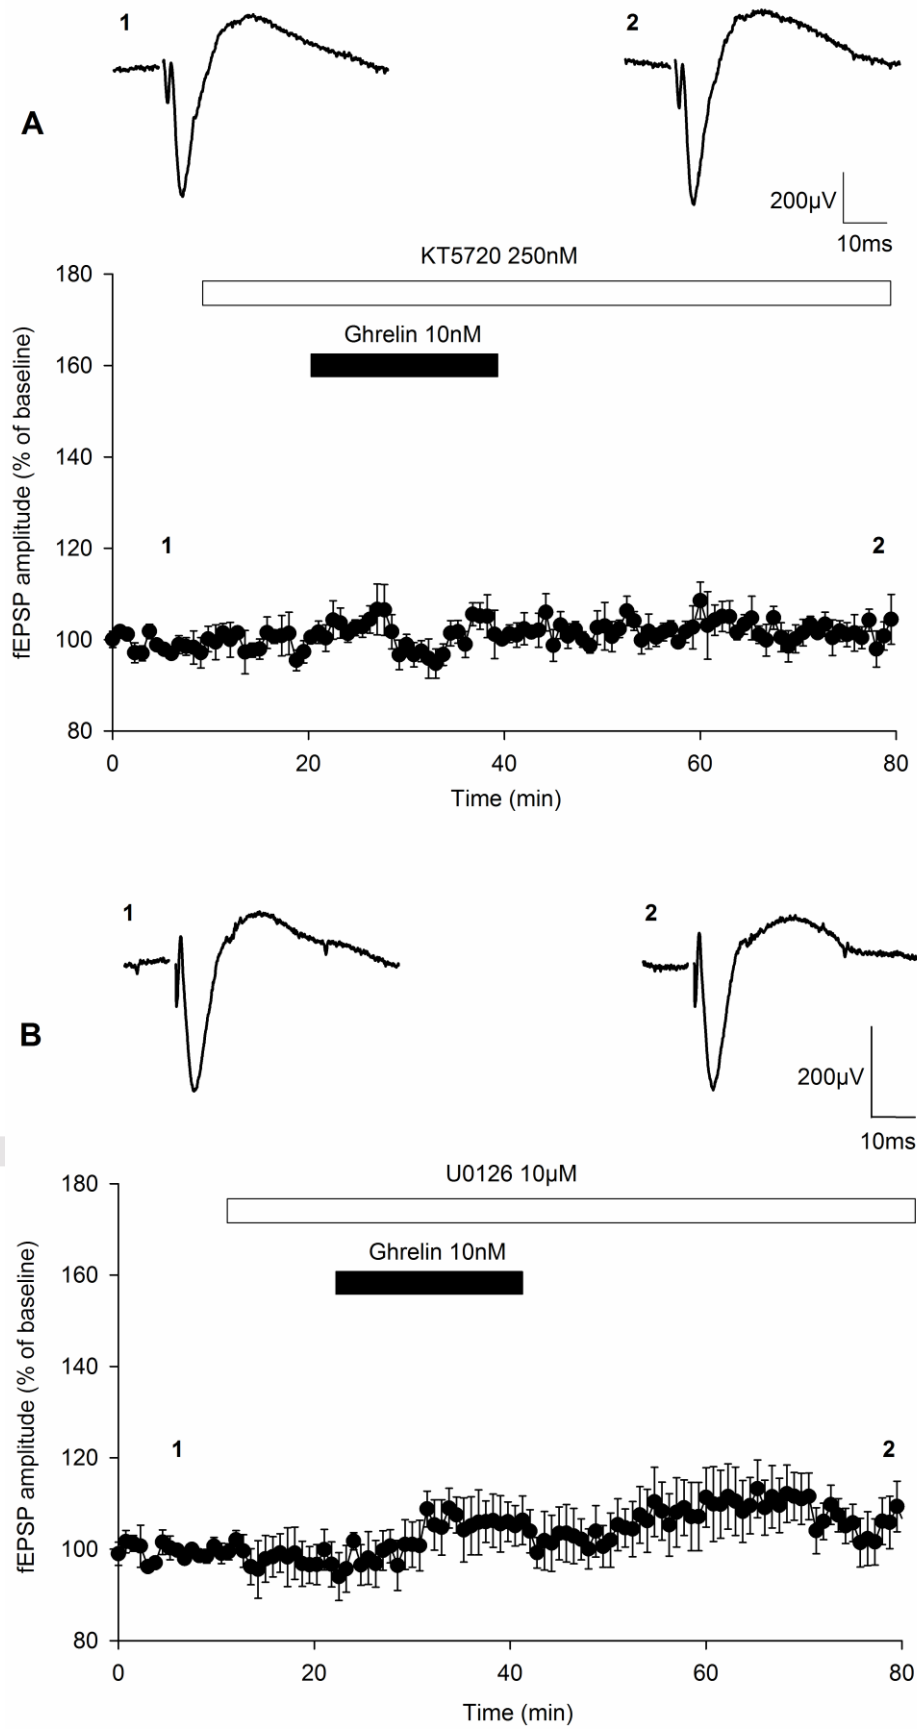 1
2
A
200µV
10ms
KT5720 250nM
180
Ghrelin 10nM
160
140
1
2
120
100
80
0
20
40
60
80
fEPSP amplitude (% of baseline)
Time (min)
1
2
B
200µV
10ms
U0126 10µM
180
Ghrelin 10nM
160
140
1
2
120
100
80
0
20
40
60
80
fEPSP amplitude (% of baseline)
Time (min)